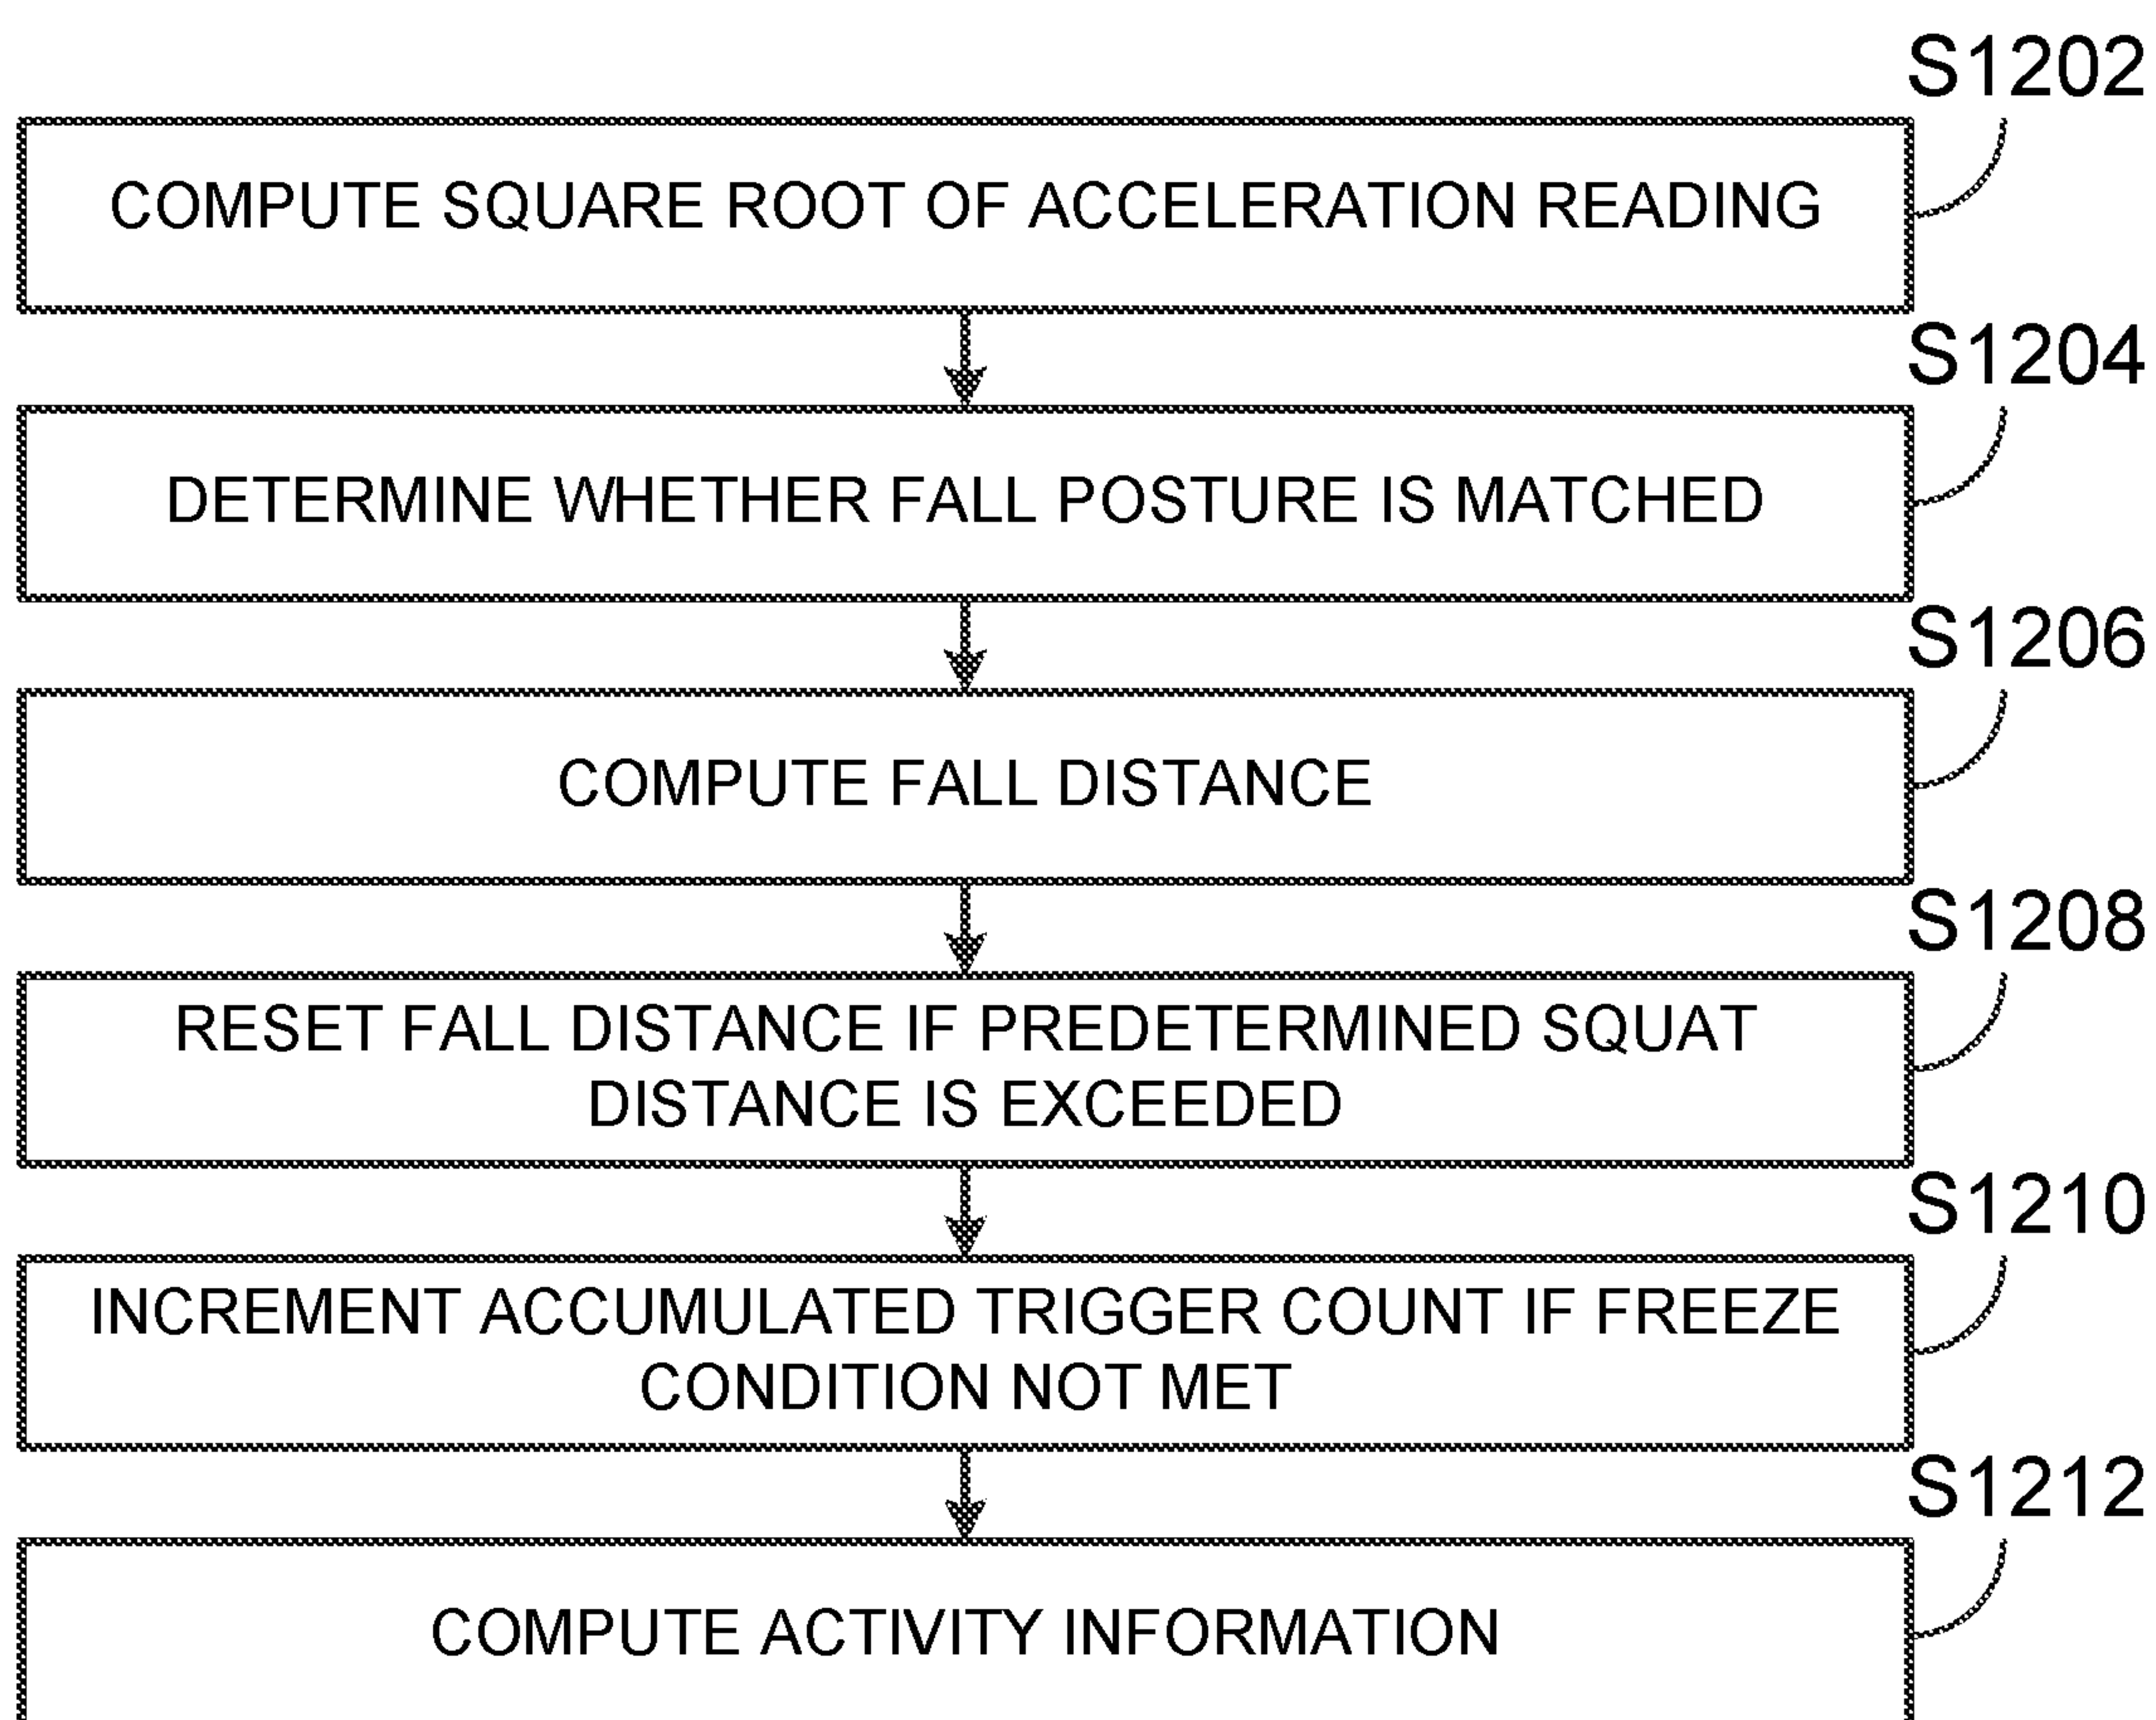 S1202
COMPUTE SQUARE ROOT OF ACCELERATION READING
S1204
DETERMINE WHETHER FALL POSTURE IS MATCHED
S1206
COMPUTE FALL DISTANCE
S1208
RESET FALL DISTANCE IF PREDETERMINED SQUAT
DISTANCE IS EXCEEDED
S1210
INCREMENT ACCUMULATED TRIGGER COUNT IF FREEZE
CONDITION NOT MET
S1212
COMPUTE ACTIVITY INFORMATION